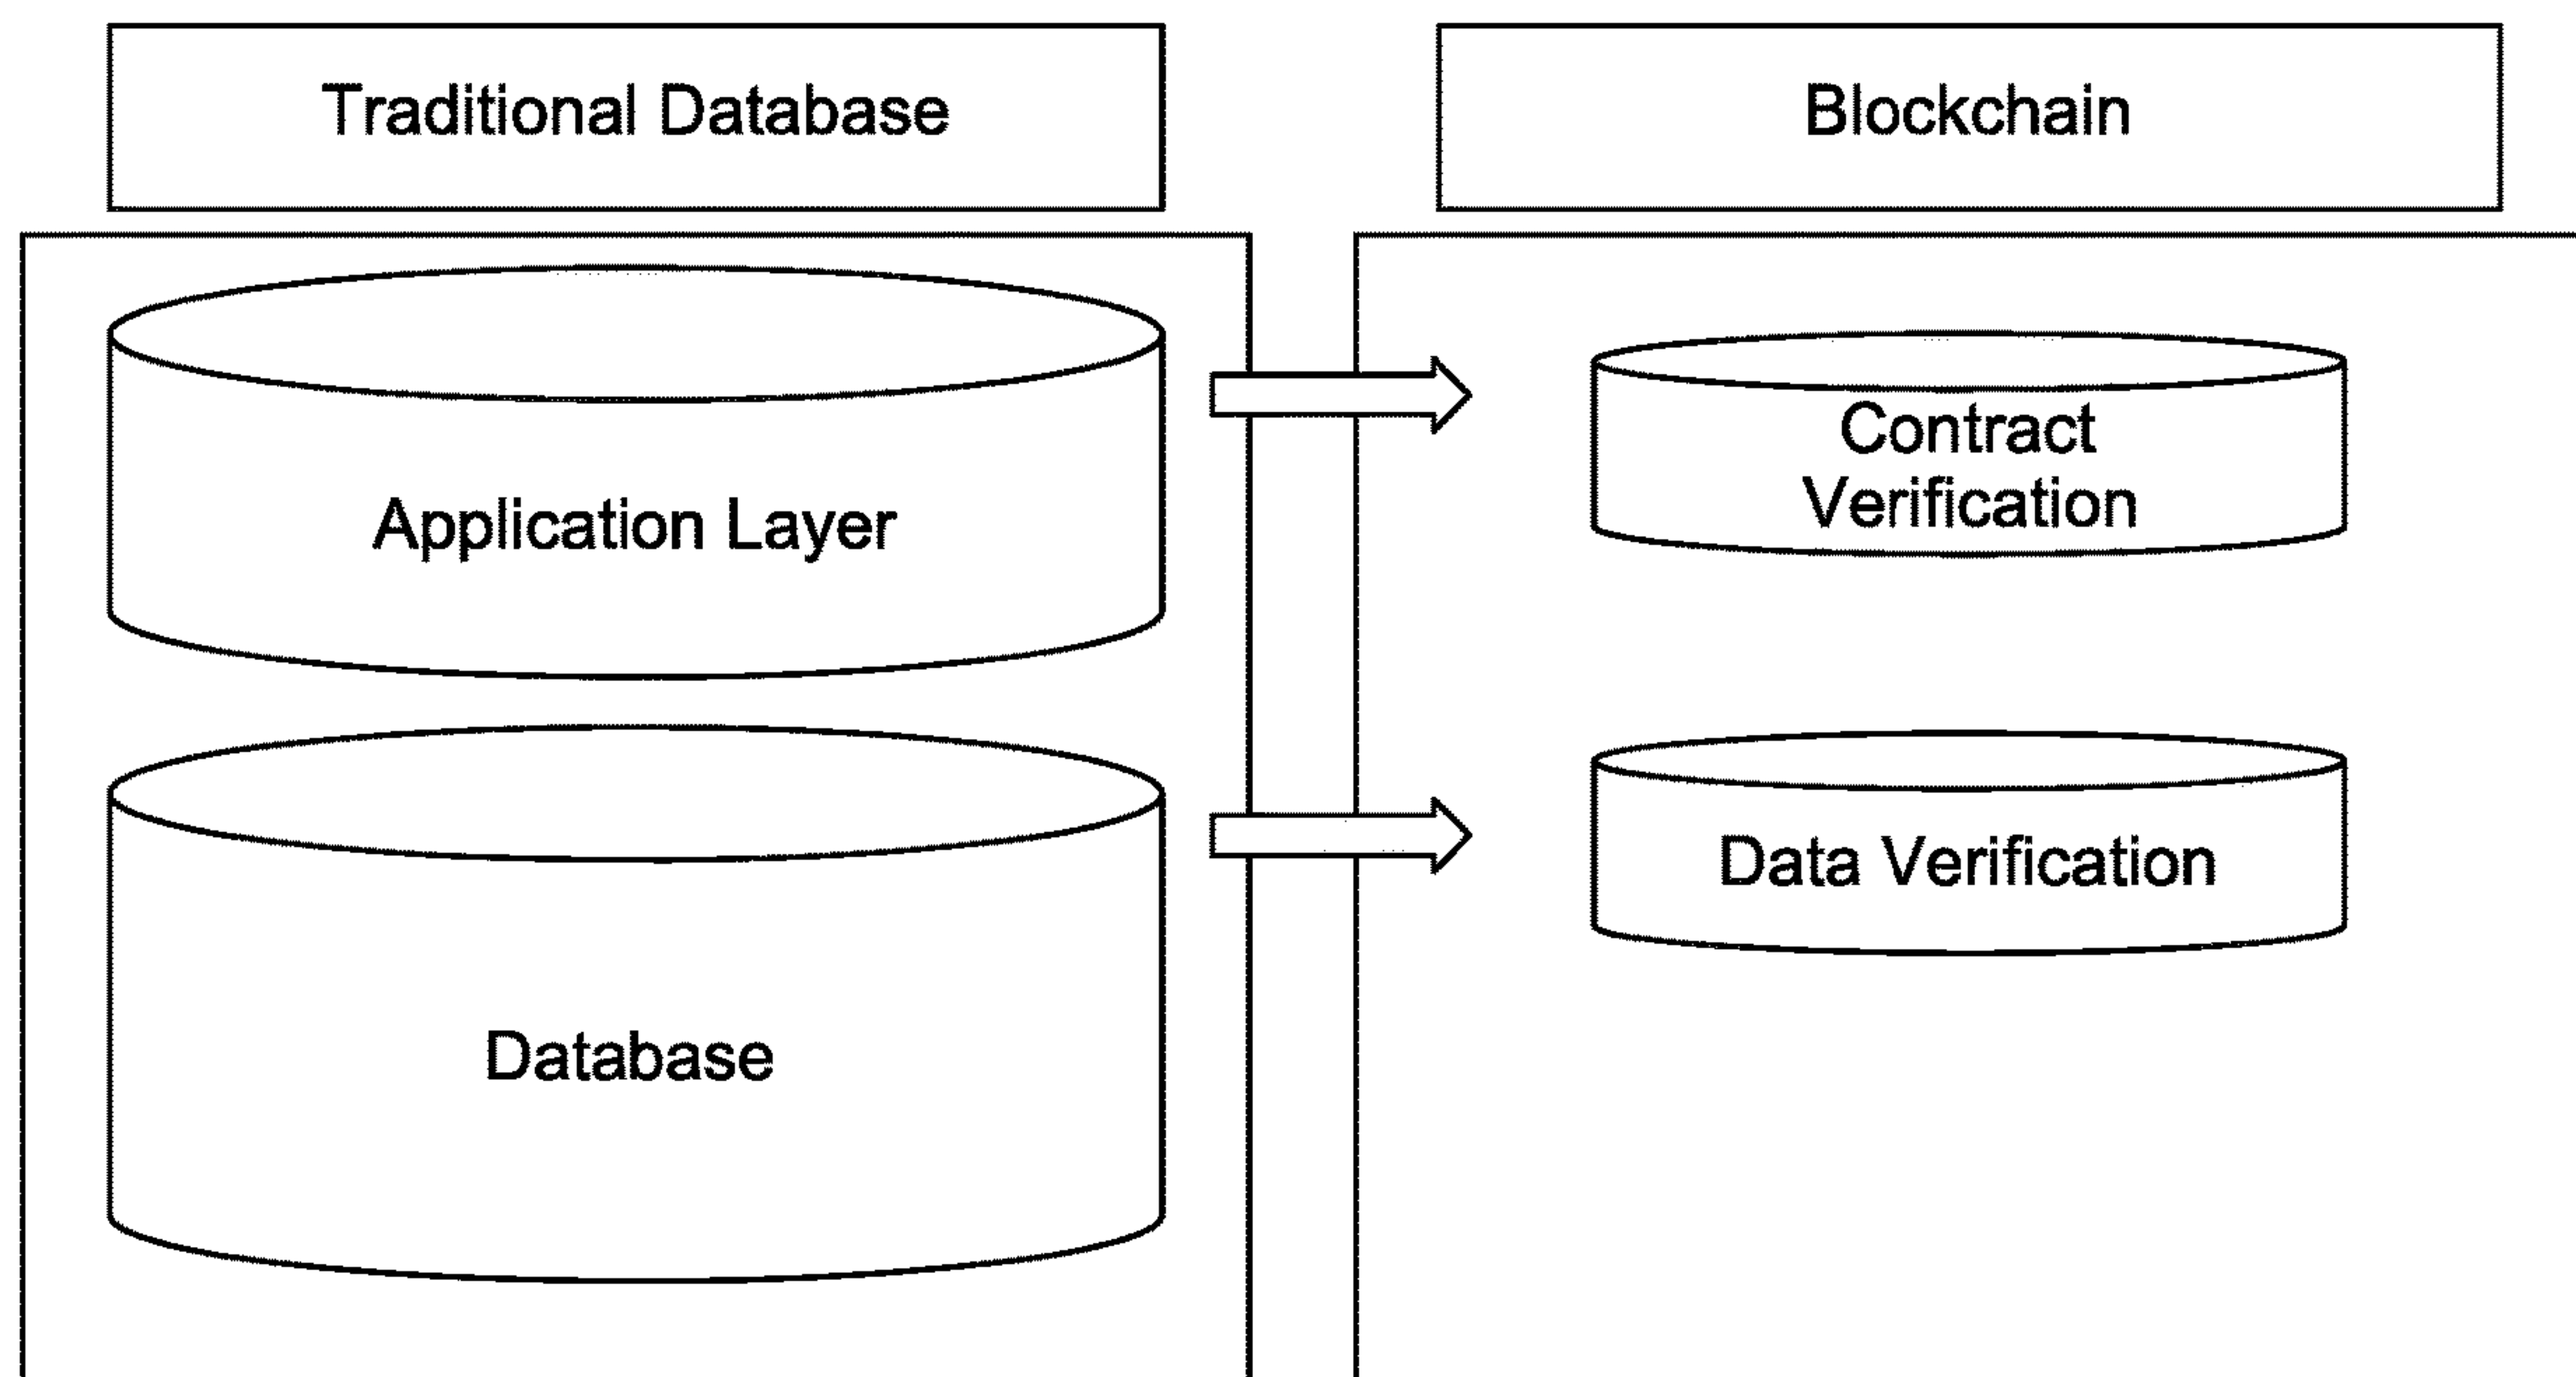 Traditional Database
Blockchain
Application Layer
Contract
Verification
Database
Data Verification